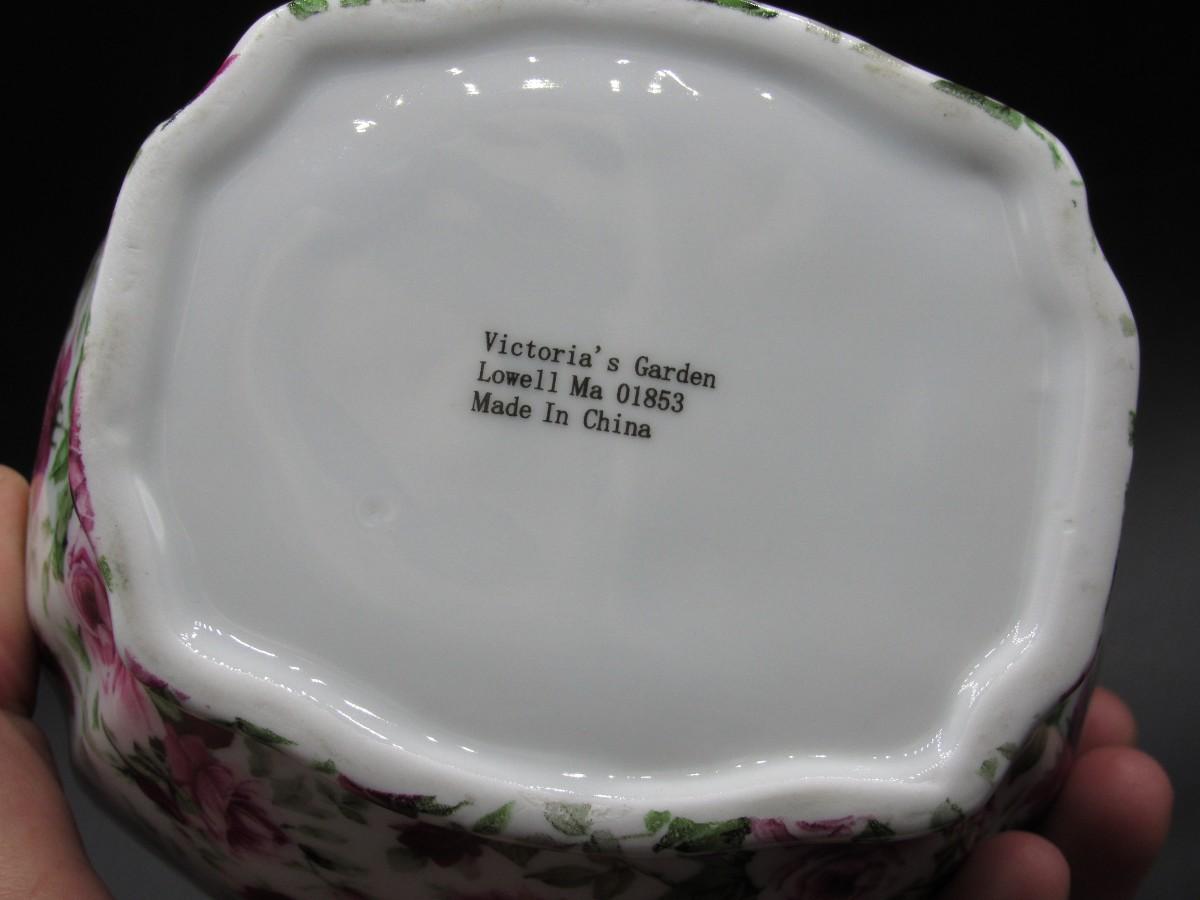 Victoria's Garden
Lowell Ma 01853
Made In China